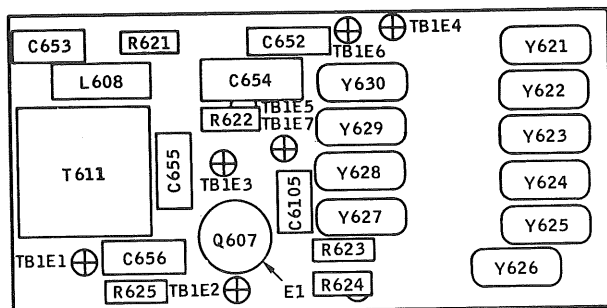 C653
R621
C652
TB1E6
TB1E4
Y621
L608
C654
Y630
Y622
TB1E5
R622
TB1E7
Y629
Y623
T611
C655
TB1E3
C6105
Y628
Y624
Y627
Y625
Q607
TB1E1
C656
R623
Y626
R625
TB1E2
E1
R624